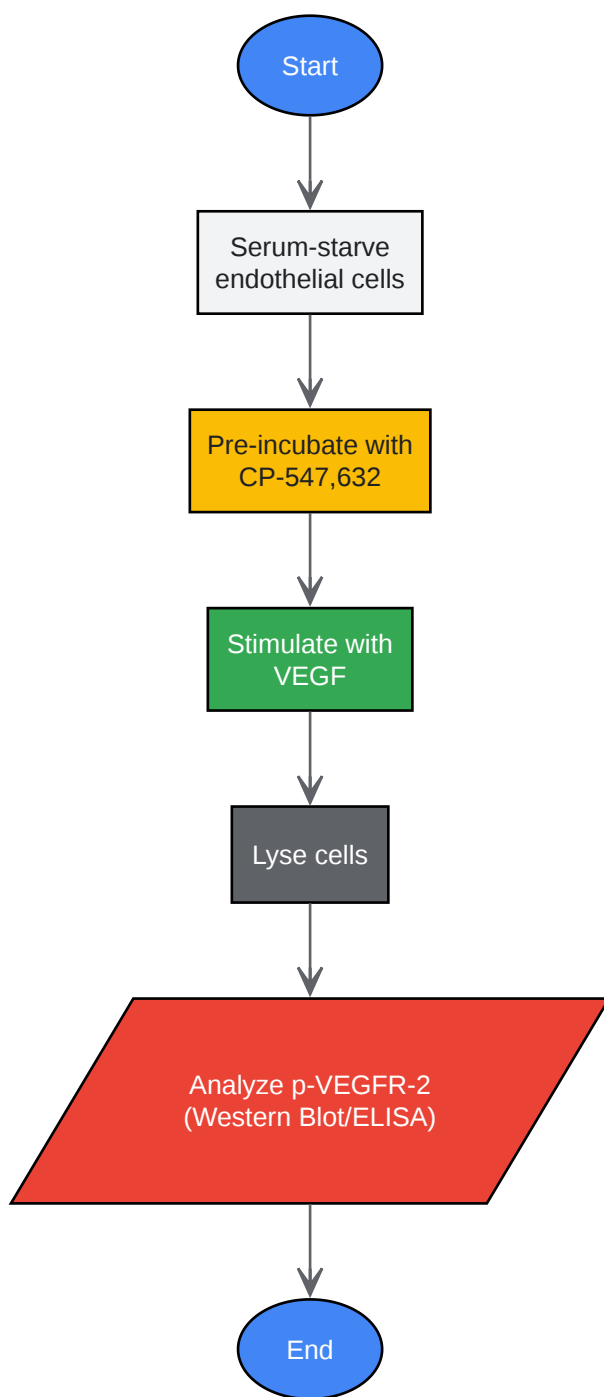 Start
Serum-starve
endothelial cells
Pre-incubate with
CP-547,632
Stimulate with
VEGF
Lyse cells
Analyze p-VEGFR-2
(Western Blot/ELISA)
End